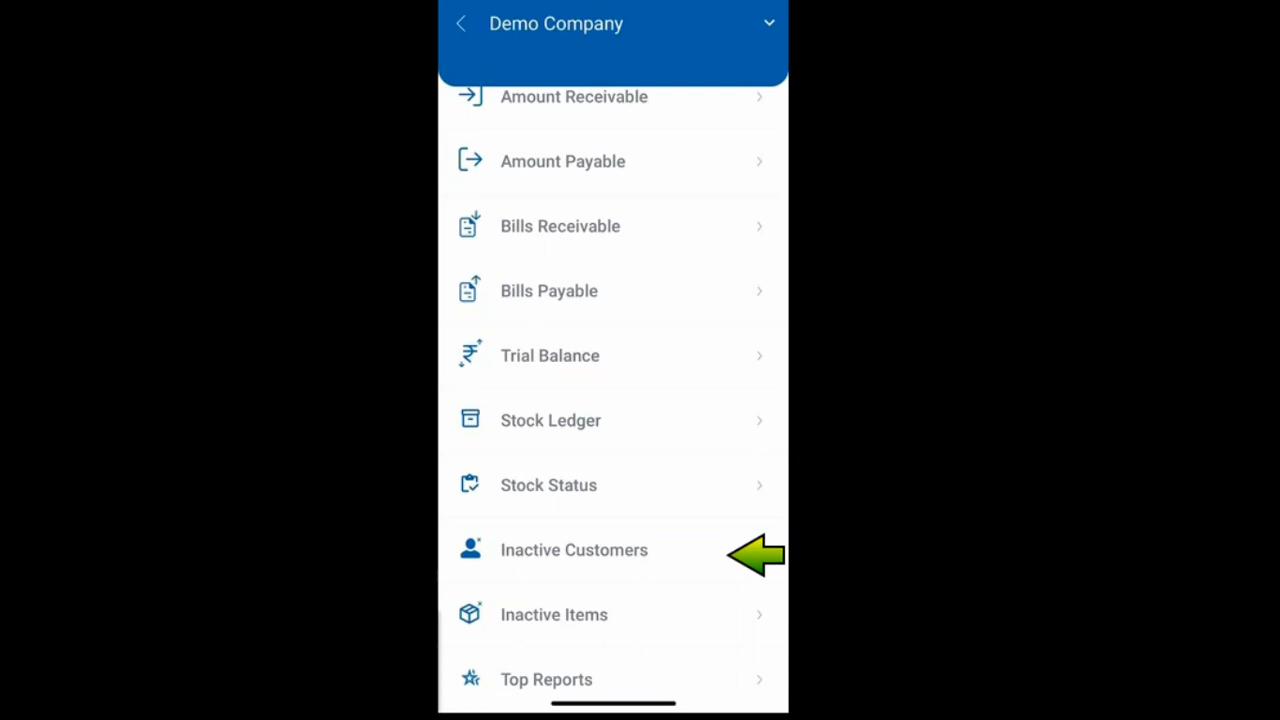 Demo Company
Amount Receivable
Amount Payable
Bills Receivable
Bills Payable
Trial Balance
Stock Ledger
Stock Status
Inactive Customers
Inactive Items
Top Reports